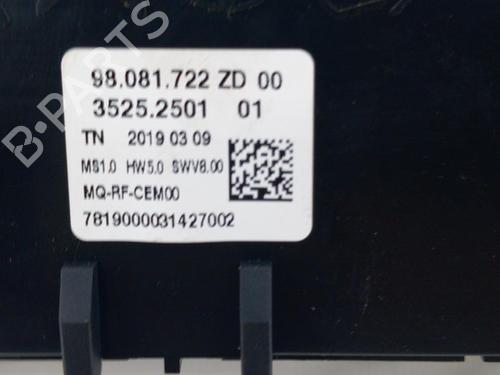 B-PARTS
98.081.722 ZD 00
3525.2501 01
TN 2019 03 09
MS1.0 HW5.0 SWV8.00
MQ-RF-CEM00
7819000031427002